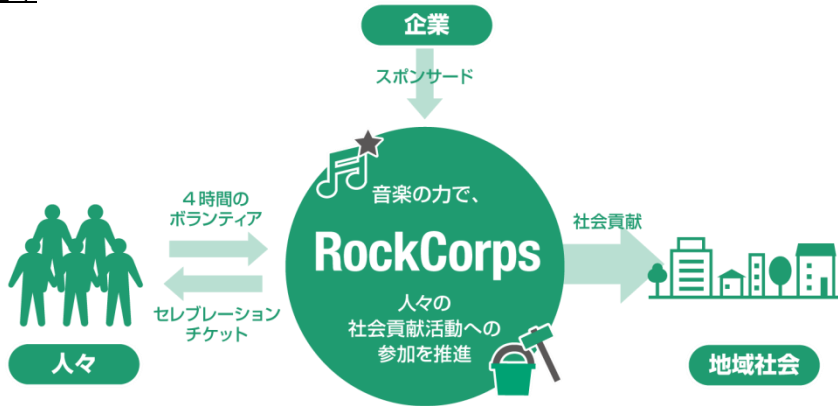 企業
スポンサード
音楽の力で、
RockCorps
人々の
社会貢献活動への
参加を推進
4時間の
ボランティア
セレブレーション
チケット
人々
社会貢献
地域社会